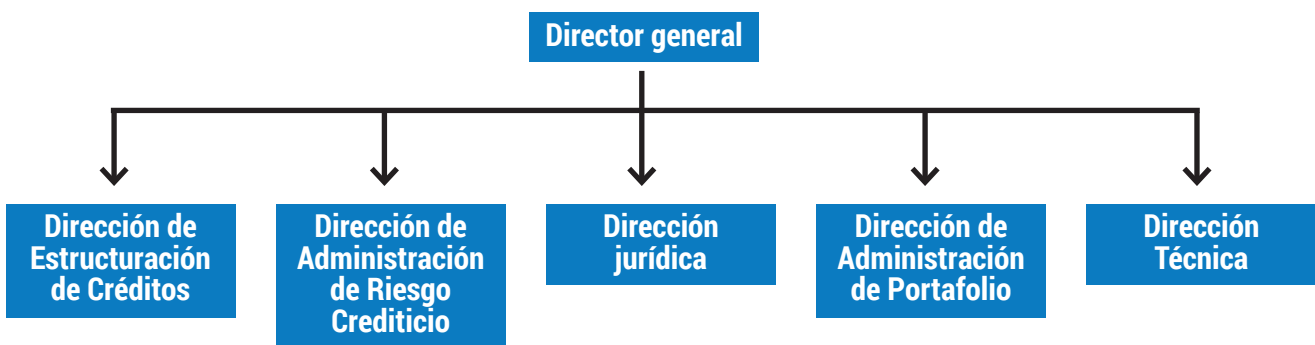 Director general
Dirección de
Estructuración
de Créditos
Dirección de
Administración
de Riesgo
Crediticio
Dirección
jurídica
Dirección de
Administración
de Portafolio
Dirección
Técnica